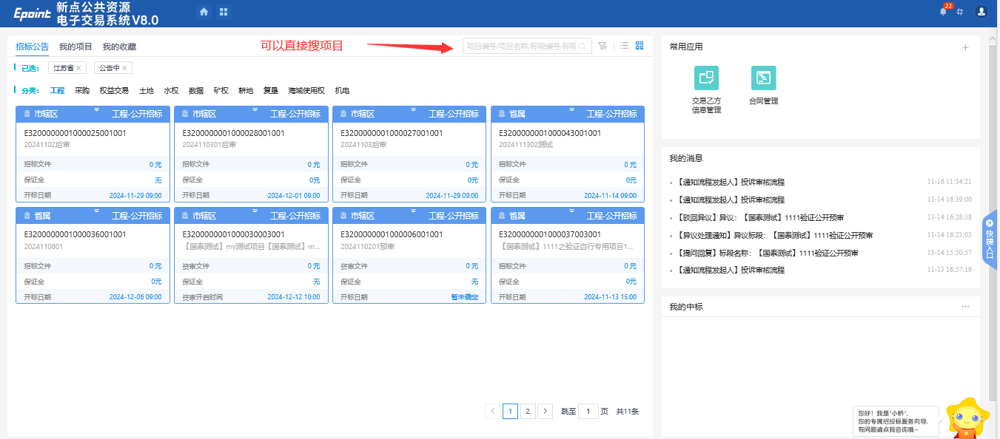 Epoint 新点公共资源
电子交易系统V8.0
22
招标公告 我的项目 我的收藏
可以直接搜项目
项目编号/项目名称/标段编号/标段
已选: 江苏省 × 公告中 ×
分类: 工程 采购 权益交易 土地 水权 数据 矿权 耕地 复垦 海域使用权 机电
市辖区 工程-公开招标
E3200000001000025001001
20241102后审
招标文件 0 元
保证金 无
开标日期 2024-11-29 09:00
市辖区 工程-公开招标
E3200000001000028001001
2024110301后审
招标文件 0 元
保证金 0元
开标日期 2024-12-01 09:00
市辖区 工程-公开招标
E3200000001000027001001
20241103后审
招标文件 0 元
保证金 0元
开标日期 2024-11-29 09:00
省属 工程-公开招标
E3200000001000043001001
2024111302测试
招标文件 0 元
保证金 0元
开标日期 2024-11-14 09:00
省属 工程-公开招标
E3200000001000036001001
2024110801
招标文件 0 元
保证金 0元
开标日期 2024-12-06 09:00
市辖区 工程-公开招标
E3200000001000030003001
【国泰测试】my测试项目【国泰测试】m...
资审文件 0 元
保证金 无
资审开启时间 2024-12-12 10:00
市辖区 工程-公开招标
E3200000001000006001001
2024110201预审
资审文件 0 元
保证金 无
开标日期 暂未确定
省属 工程-公开招标
E3200000001000037003001
【国泰测试】1111之验证自行专用项目1...
招标文件 0 元
保证金 0元
开标日期 2024-11-13 15:00
1 2 跳至 1 页 共11条
常用应用
交易乙方
信息管理
合同管理
我的消息
【通知流程发起人】投诉审核流程 11-16 11:34:21
【通知流程发起人】投诉审核流程 11-14 16:39:00
【驳回异议】异议: 【国泰测试】1111验证公开预审 11-14 16:28:38
【异议处理通知】异议标段: 【国泰测试】1111验证公开预审 11-14 16:23:03
【提问回复】标段名称: 【国泰测试】1111验证公开预审 11-14 15:50:57
【通知流程发起人】投诉审核流程 11-13 16:57:19
快捷入口
我的中标
您好！我是"小桥",
您的专属招投标服务向导,
有问题请点我咨询哦~